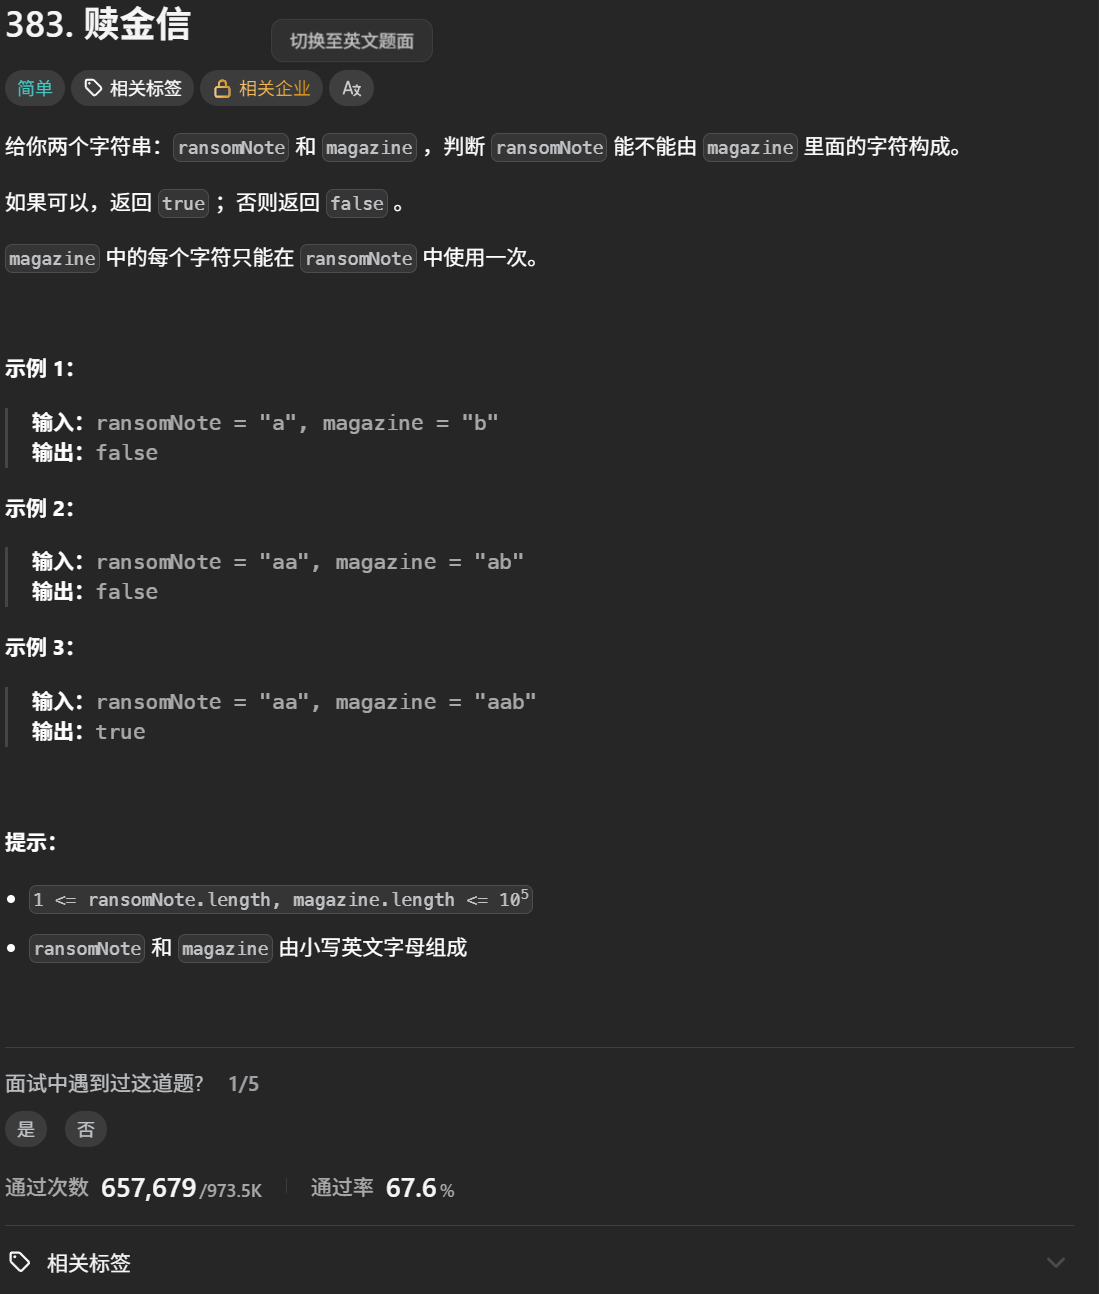 383. 赎金信
切换至英文题面
简单 相关标签 相关企业 Aあ
给你两个字符串：ransomNote 和 magazine ，判断 ransomNote 能不能由 magazine 里面的字符构成。
如果可以，返回 true ；否则返回 false 。
magazine 中的每个字符只能在 ransomNote 中使用一次。
示例 1：
输入：ransomNote = "a", magazine = "b"
输出：false
示例 2：
输入：ransomNote = "aa", magazine = "ab"
输出：false
示例 3：
输入：ransomNote = "aa", magazine = "aab"
输出：true
提示：
1 <= ransomNote.length, magazine.length <= 10⁵
ransomNote 和 magazine 由小写英文字母组成
面试中遇到过这道题? 1/5
是 否
通过次数 657,679/973.5K 通过率 67.6%
相关标签